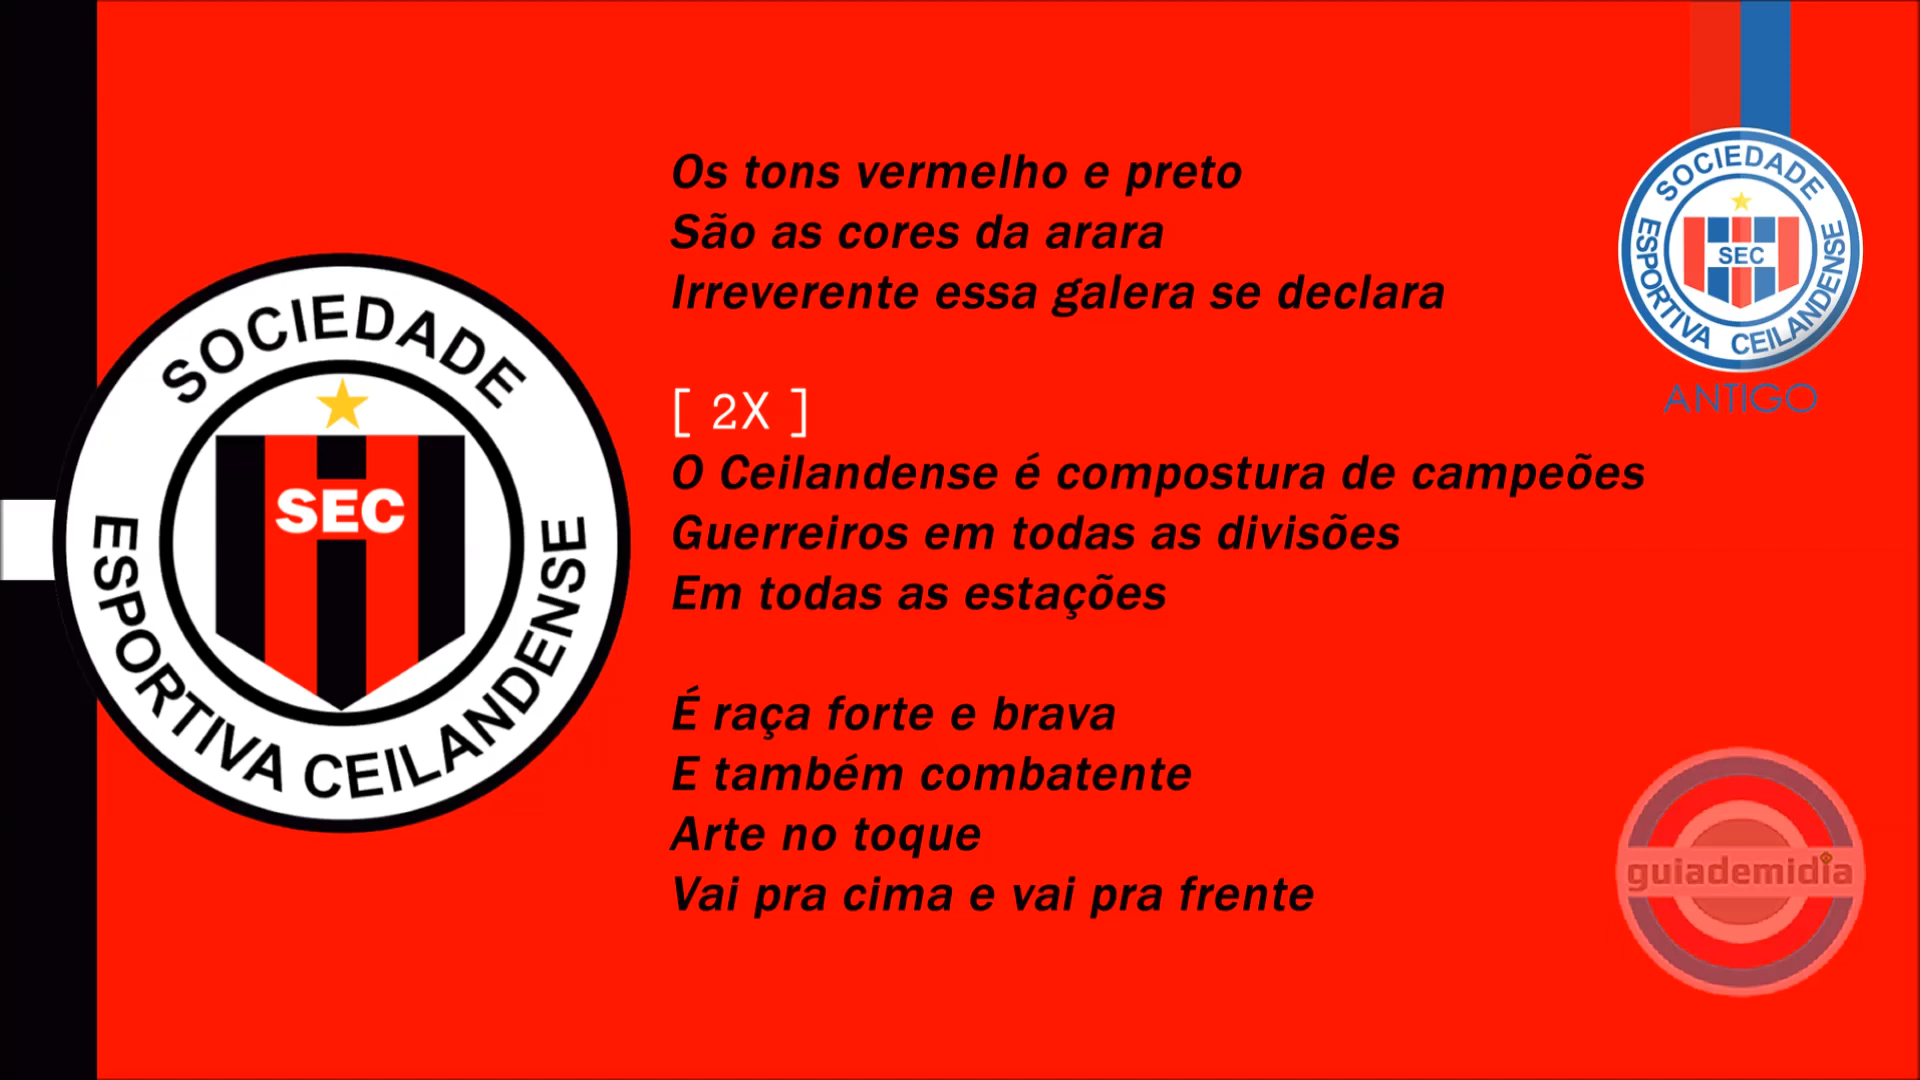 SOCIEDADE
ESPORTIVA CEILANDENSE
SEC
Os tons vermelho e preto
São as cores da arara
Irreverente essa galera se declara
[ 2X ]
O Ceilandense é compostura de campeões
Guerreiros em todas as divisões
Em todas as estações
É raça forte e brava
E também combatente
Arte no toque
Vai pra cima e vai pra frente
SOCIEDADE
ESPORTIVA CEILANDENSE
SEC
ANTIGO
guiademidia